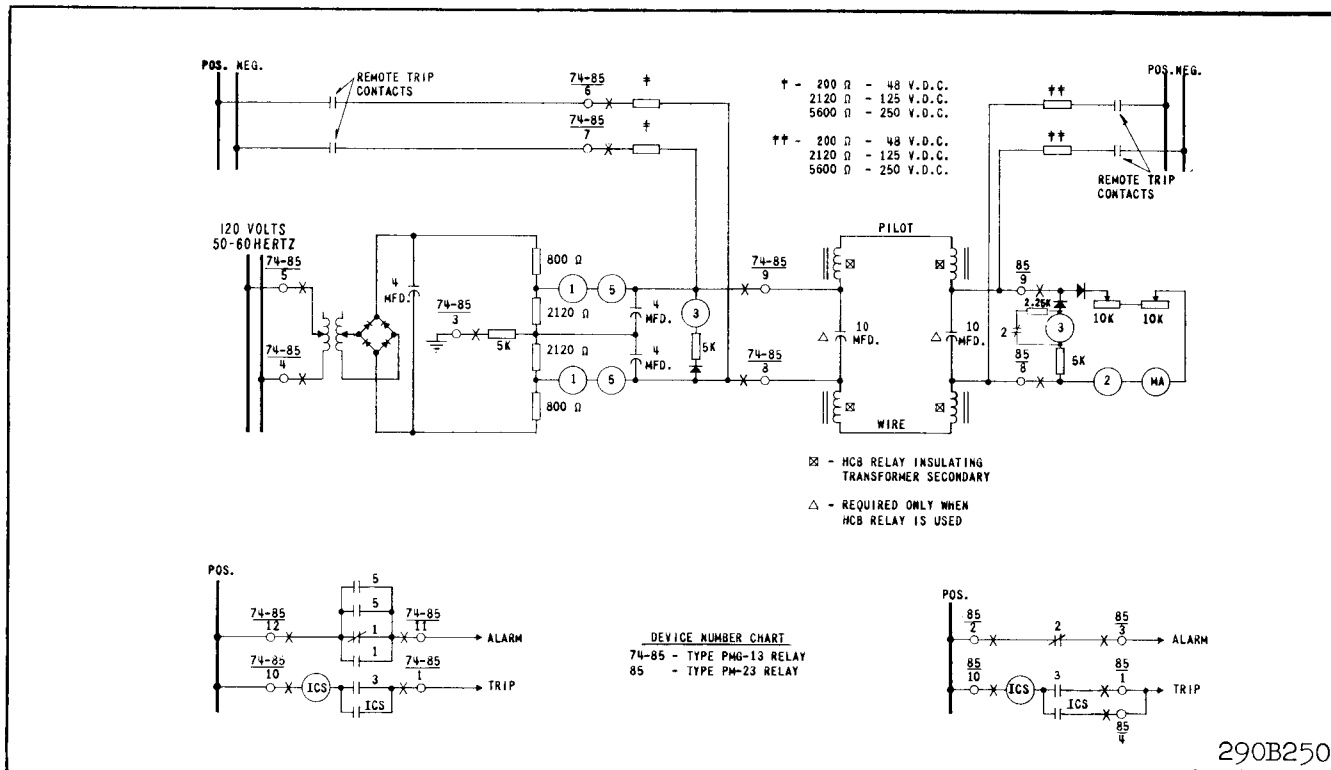 POS. NEG.
REMOTE TRIP
CONTACTS
74-85
6
‡
74-85
7
‡
† - 200 Ω - 48 V.D.C.
2120 Ω - 125 V.D.C.
5600 Ω - 250 V.D.C.
†† - 200 Ω - 48 V.D.C.
2120 Ω - 125 V.D.C.
5600 Ω - 250 V.D.C.
POS. NEG.
‡‡
‡‡
REMOTE TRIP
CONTACTS
120 VOLTS
50-60 HERTZ
74-85
5
74-85
4
4
MFD.
74-85
3
5K
800 Ω
2120 Ω
2120 Ω
800 Ω
1
5
1
5
4
MFD.
4
MFD.
3
5K
74-85
9
74-85
8
PILOT
10
MFD.
10
MFD.
WIRE
85
9
85
8
2.25K
2
3
5K
10K
10K
2
MA
⊠ - HCB RELAY INSULATING
TRANSFORMER SECONDARY
△ - REQUIRED ONLY WHEN
HCB RELAY IS USED
POS.
74-85
12
5
5
1
1
74-85
11
ALARM
74-85
10
ICS
3
ICS
74-85
1
TRIP
DEVICE NUMBER CHART
74-85 - TYPE PMG-13 RELAY
85 - TYPE PM-23 RELAY
POS.
85
2
2
85
3
ALARM
85
10
ICS
3
ICS
85
1
TRIP
85
4
290B250